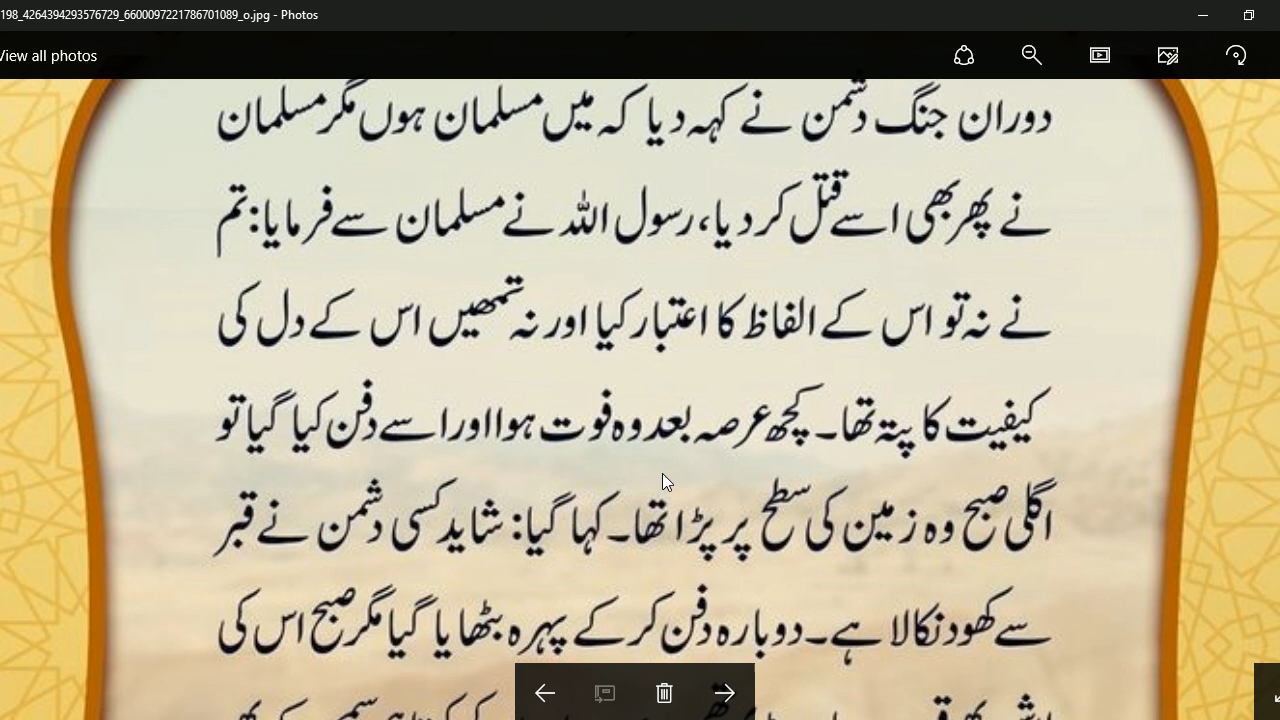 198_4264394293576729_6600097221786701089_o.jpg - Photos
View all photos
دوران جنگ دشمن نے کہہ دیا کہ میں مسلمان ہوں مگر مسلمان
نے پھر بھی اسے قتل کر دیا، رسول اللہ نے مسلمان سے فرمایا: تم
نے نہ تو اس کے الفاظ کا اعتبار کیا اور نہ تمھیں اس کے دل کی
کیفیت کا پتہ تھا۔ کچھ عرصہ بعد وہ فوت ہوا اور اسے دفن کیا گیا تو
اگلی صبح وہ زمین کی سطح پر پڑا تھا۔ کہا گیا: شاید کسی دشمن نے قبر
سے کھود نکالا ہے۔ دوبارہ دفن کر کے پہرہ بٹھایا گیا مگر صبح اس کی